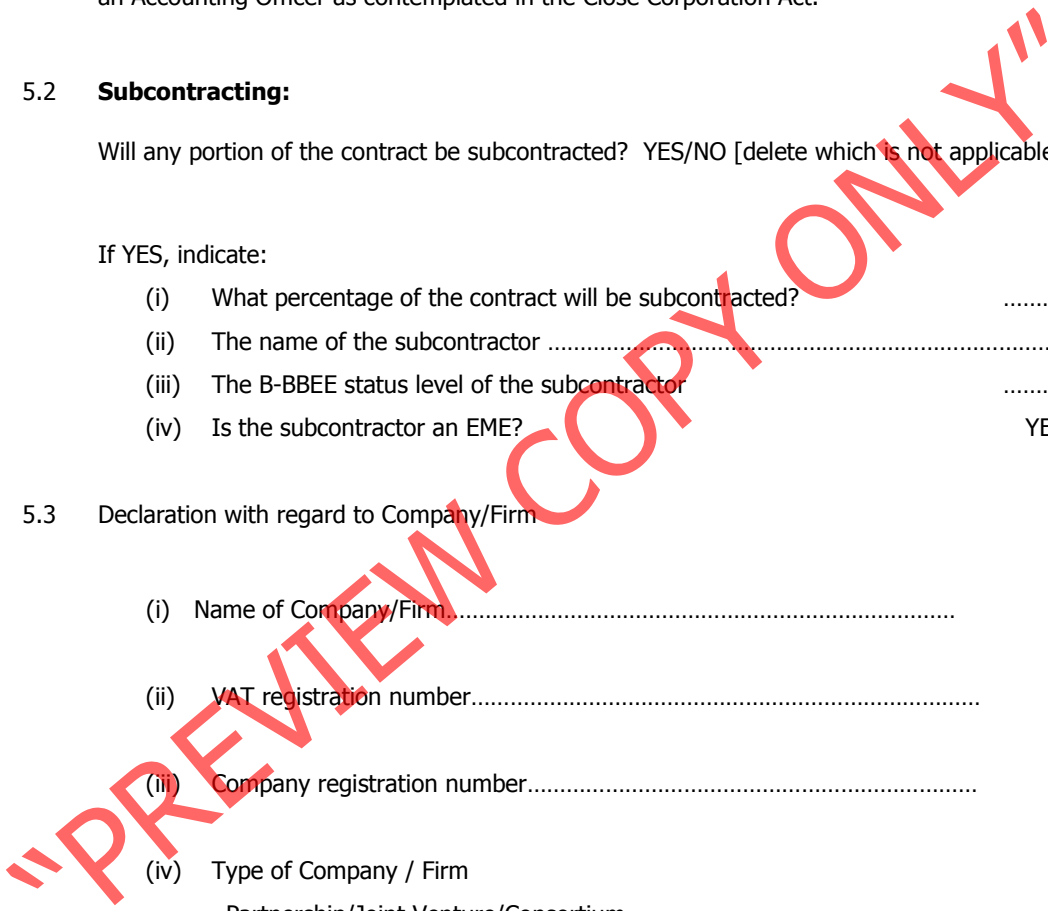 an Accounting Officer as contemplated in the Close Corporation Act.
5.2 Subcontracting:
Will any portion of the contract be subcontracted? YES/NO [delete which is not applicable
If YES, indicate:
(i) What percentage of the contract will be subcontracted? ........
(ii) The name of the subcontractor ..............................................................................
(iii) The B-BBEE status level of the subcontractor ........
(iv) Is the subcontractor an EME? YE
5.3 Declaration with regard to Company/Firm
(i) Name of Company/Firm..............................................................................
(ii) VAT registration number..............................................................................
(iii) Company registration number.....................................................................
(iv) Type of Company / Firm
Partnership/Joint Venture/Consortium
"PREVIEW COPY ONLY"